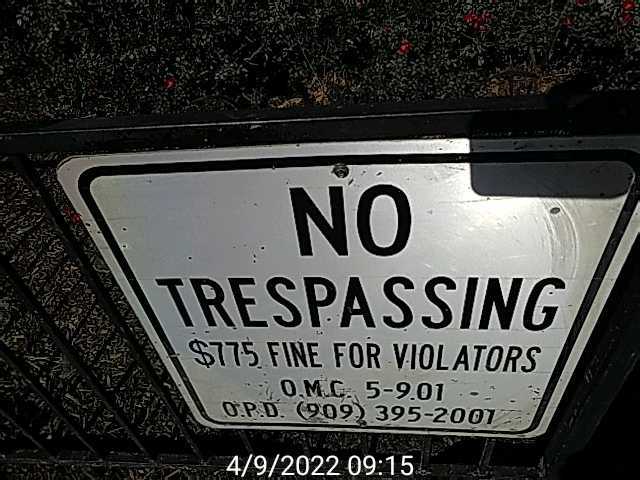 NO
TRESPASSING
$775 FINE FOR VIOLATORS
O.M.C. 5-9.01
O.P.D. (909) 395-2001
4/9/2022 09:15